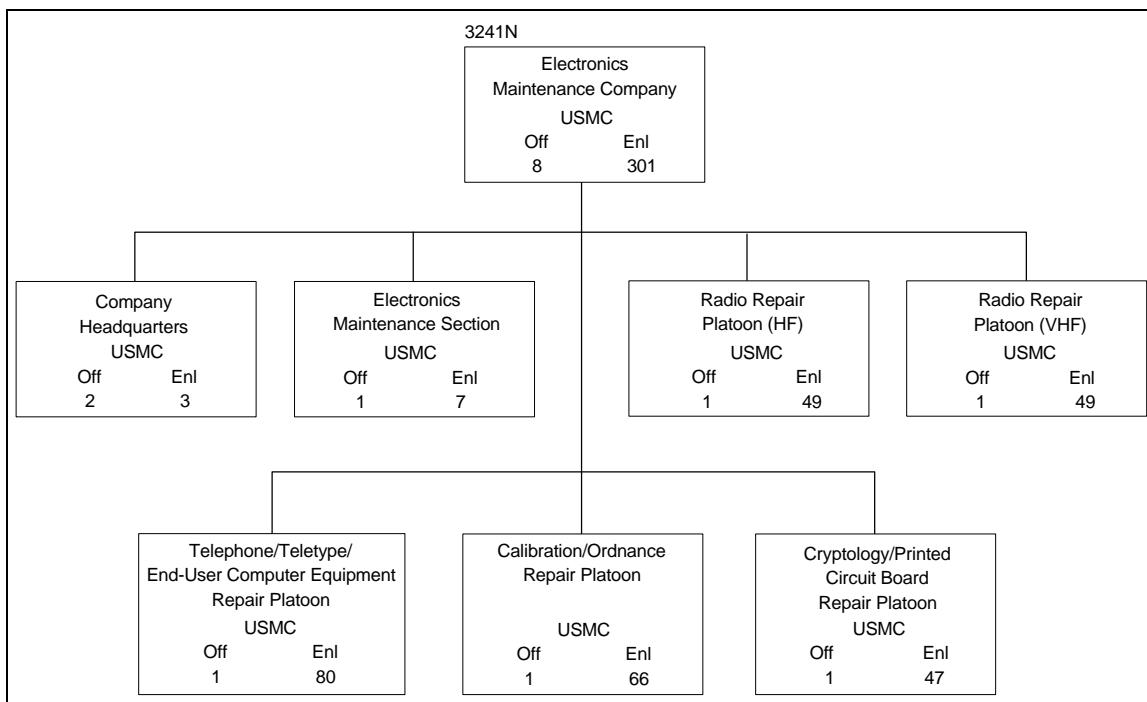 3241N
Electronics
Maintenance Company
USMC
Off Enl
8 301
Company
Headquarters
USMC
Off Enl
2 3
Electronics
Maintenance Section
USMC
Off Enl
1 7
Radio Repair
Platoon (HF)
USMC
Off Enl
1 49
Radio Repair
Platoon (VHF)
USMC
Off Enl
1 49
Telephone/Teletype/
End-User Computer Equipment
Repair Platoon
USMC
Off Enl
1 80
Calibration/Ordnance
Repair Platoon
USMC
Off Enl
1 66
Cryptology/Printed
Circuit Board
Repair Platoon
USMC
Off Enl
1 47